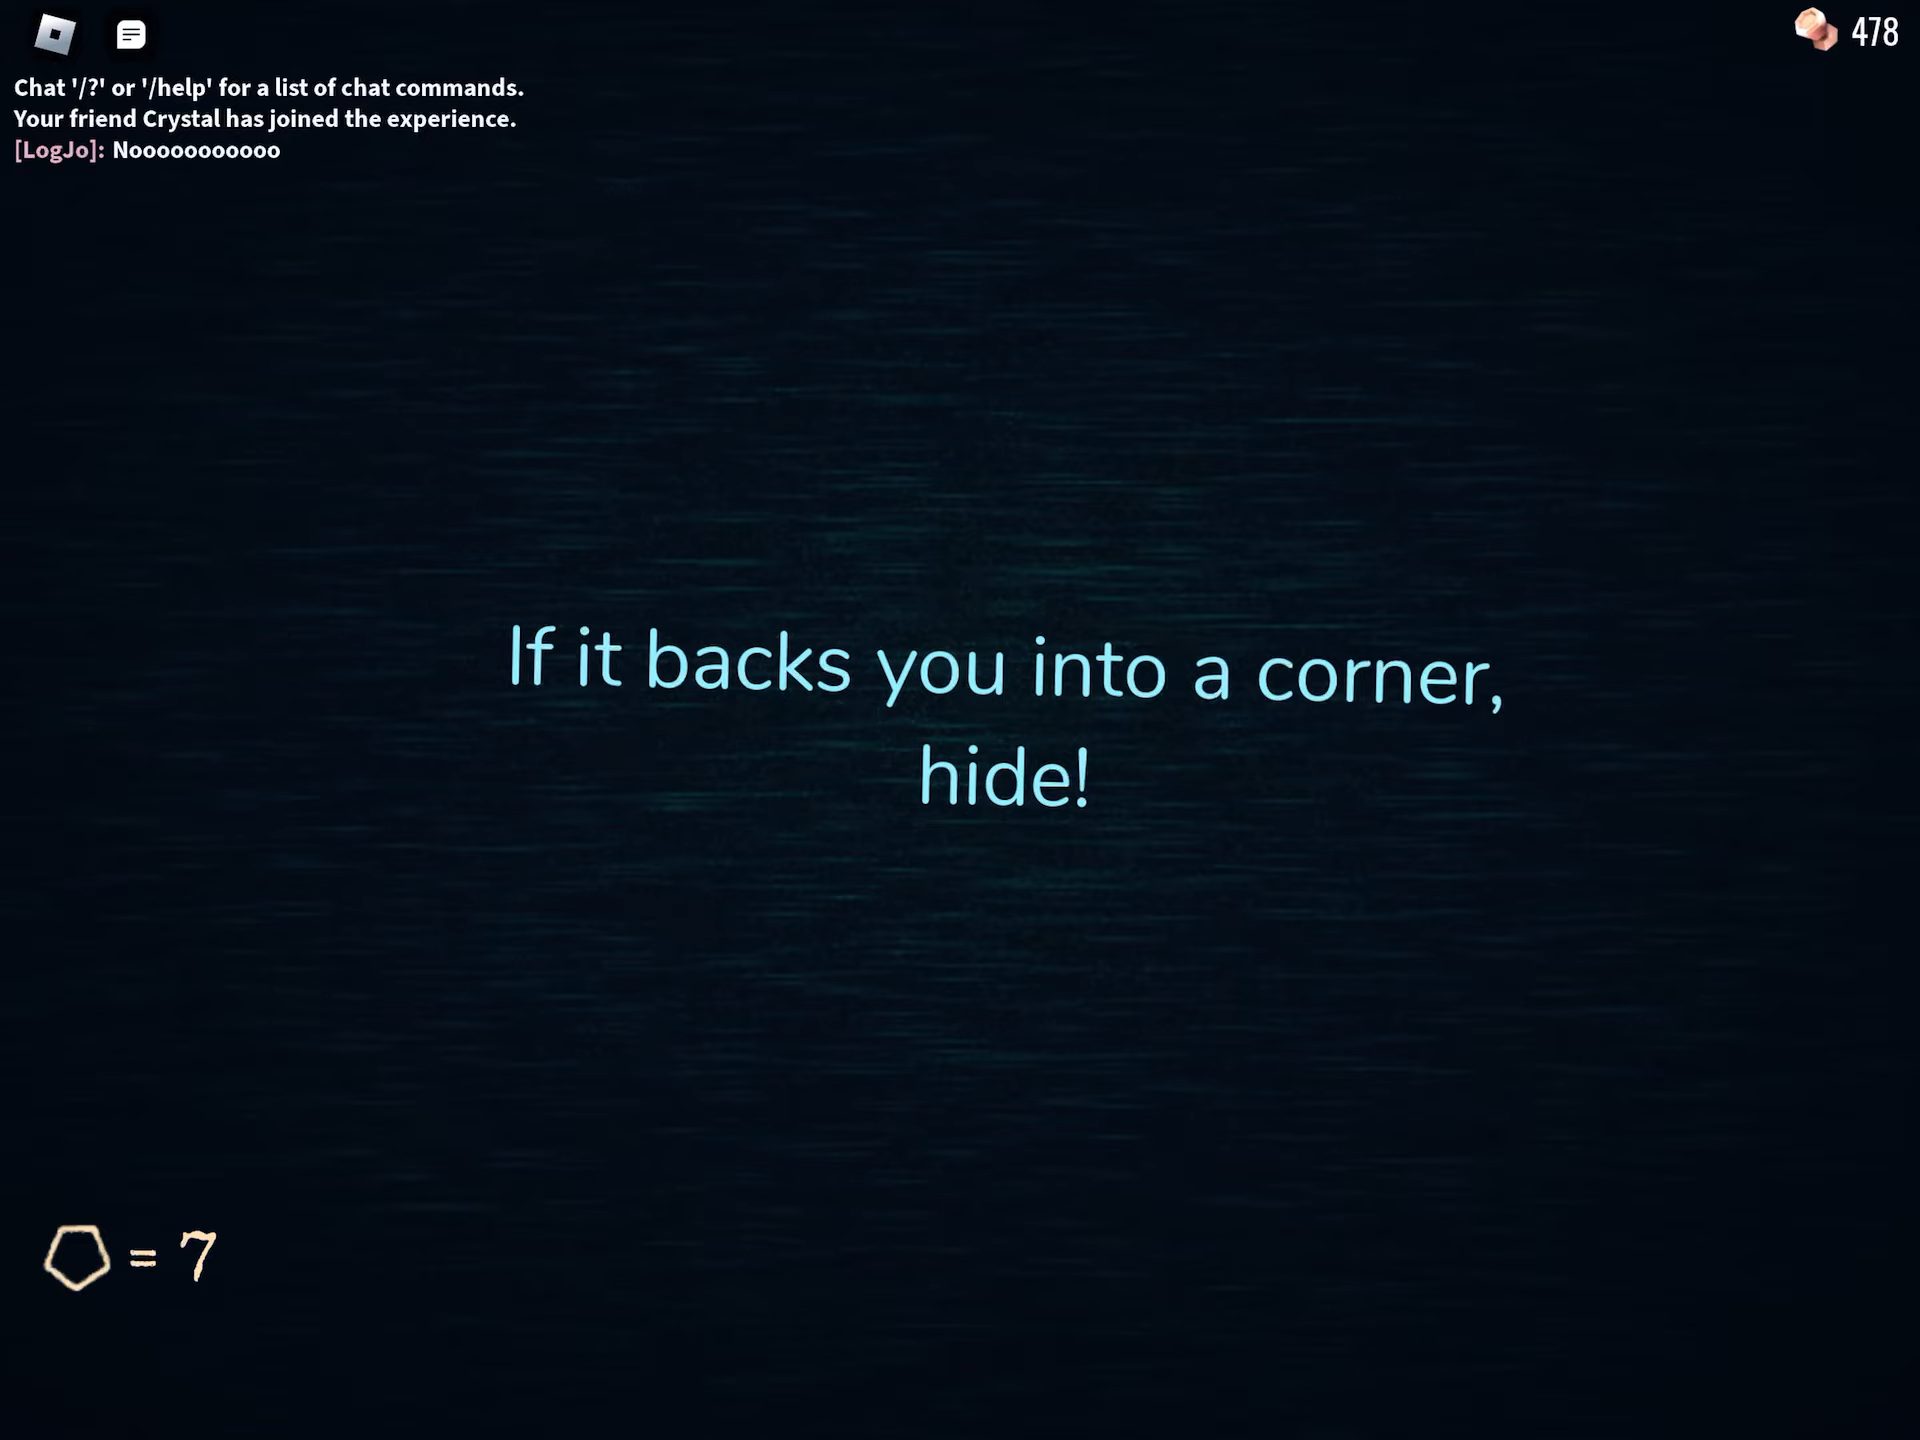 478
Chat '/?' or '/help' for a list of chat commands.
Your friend Crystal has joined the experience.
[LogJo]: Nooooooooooo
If it backs you into a corner,
hide!
= 7